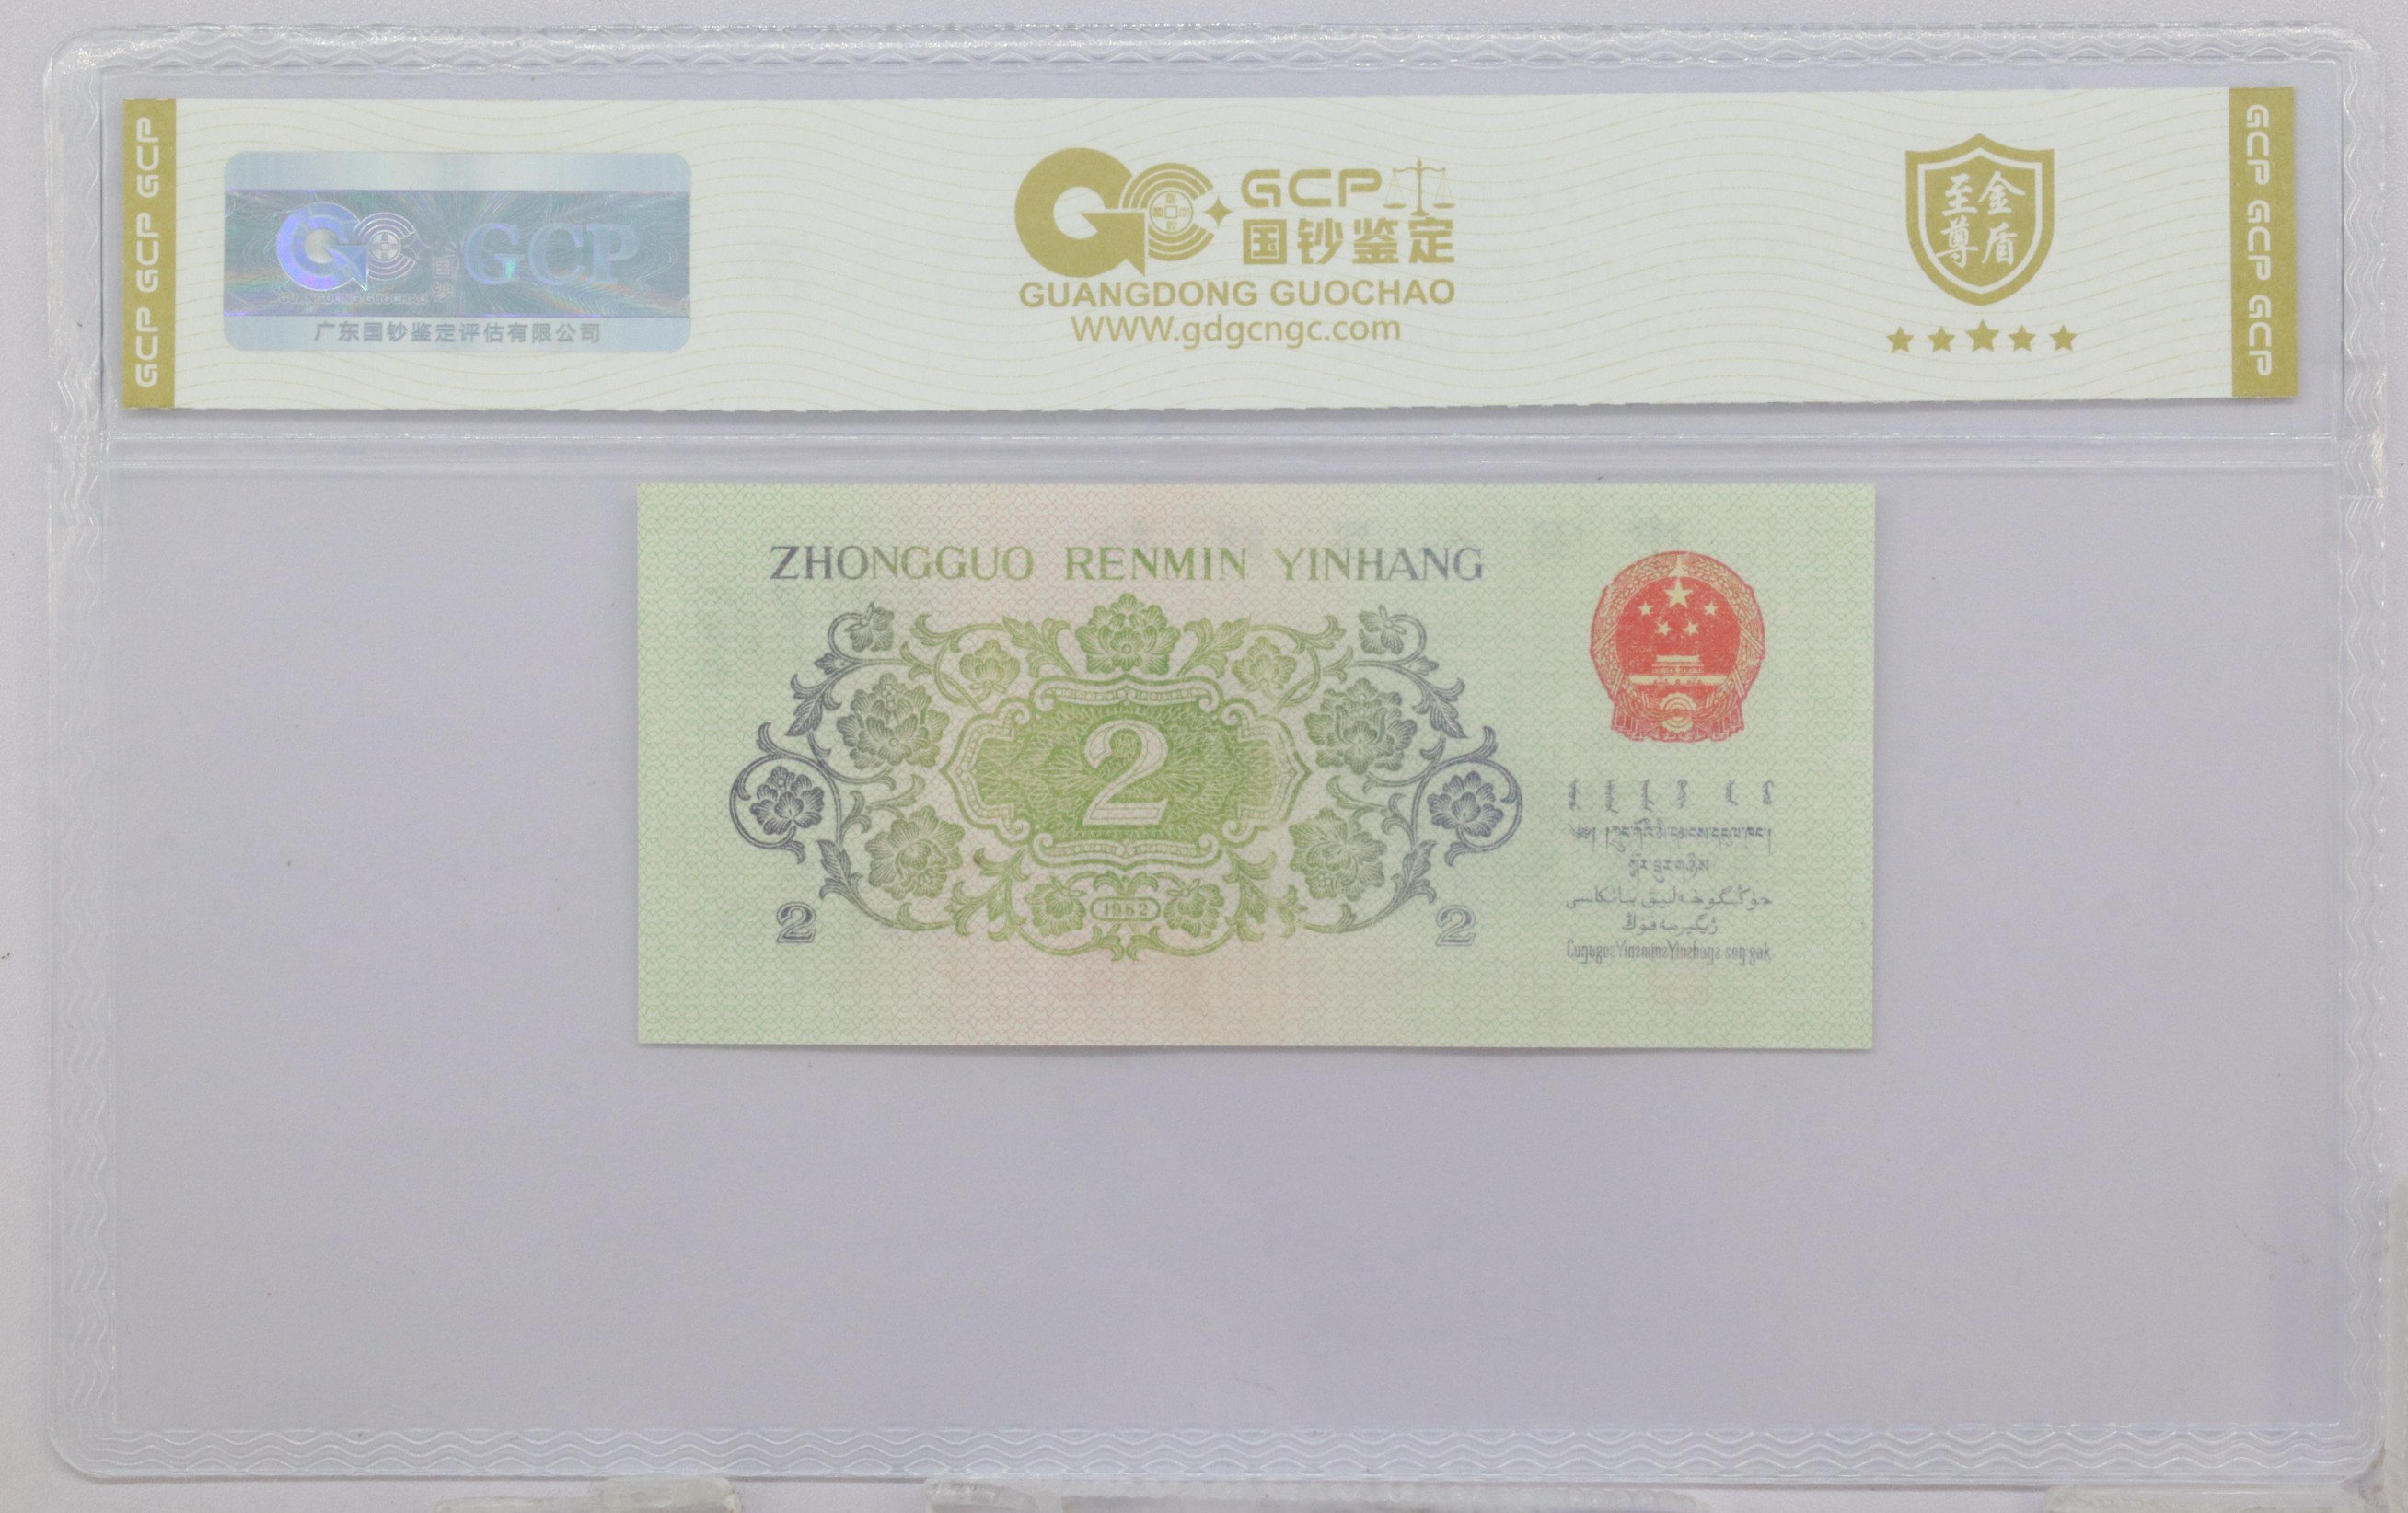 GCP GCP GCP
GCP
国钞
GUANGDONG GUOCHAO
广东国钞鉴定评估有限公司
GCP
国钞鉴定
GUANGDONG GUOCHAO
WWW.gdgcngc.com
至尊
金盾
GCP GCP GCP
ZHONGGUO RENMIN YINHANG
2
1962
2
2